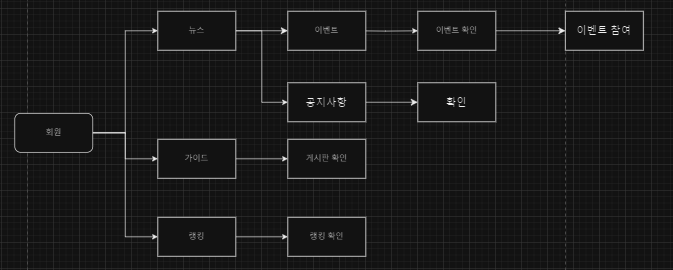 뉴스
이벤트
이벤트 확인
이벤트 참여
공지사항
확인
회원
가이드
게시판 확인
랭킹
랭킹 확인